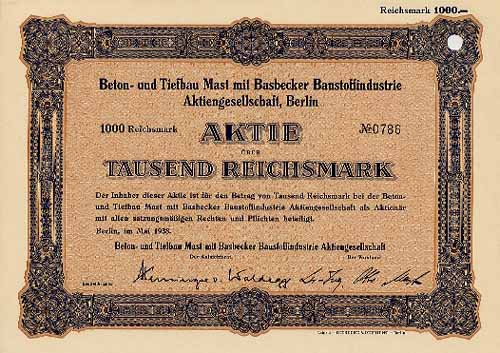 Reichsmark 1000.—
Beton- und Tiefbau Mast mit Basbecker Baustoffindustrie
Aktiengesellschaft, Berlin
1000 Reichsmark AKTIE № 0786
ÜBER
TAUSEND REICHSMARK
Der Inhaber dieser Aktie ist für den Betrag von Tausend Reichsmark bei der Beton-
und Tiefbau Mast mit Basbecker Baustoffindustrie Aktiengesellschaft als Aktionär
mit allen satzungsmäßigen Rechten und Pflichten beteiligt.
Berlin, im Mai 1938.
Beton- und Tiefbau Mast mit Basbecker Baustoffindustrie Aktiengesellschaft
Der Aufsichtsrat. Der Vorstand.